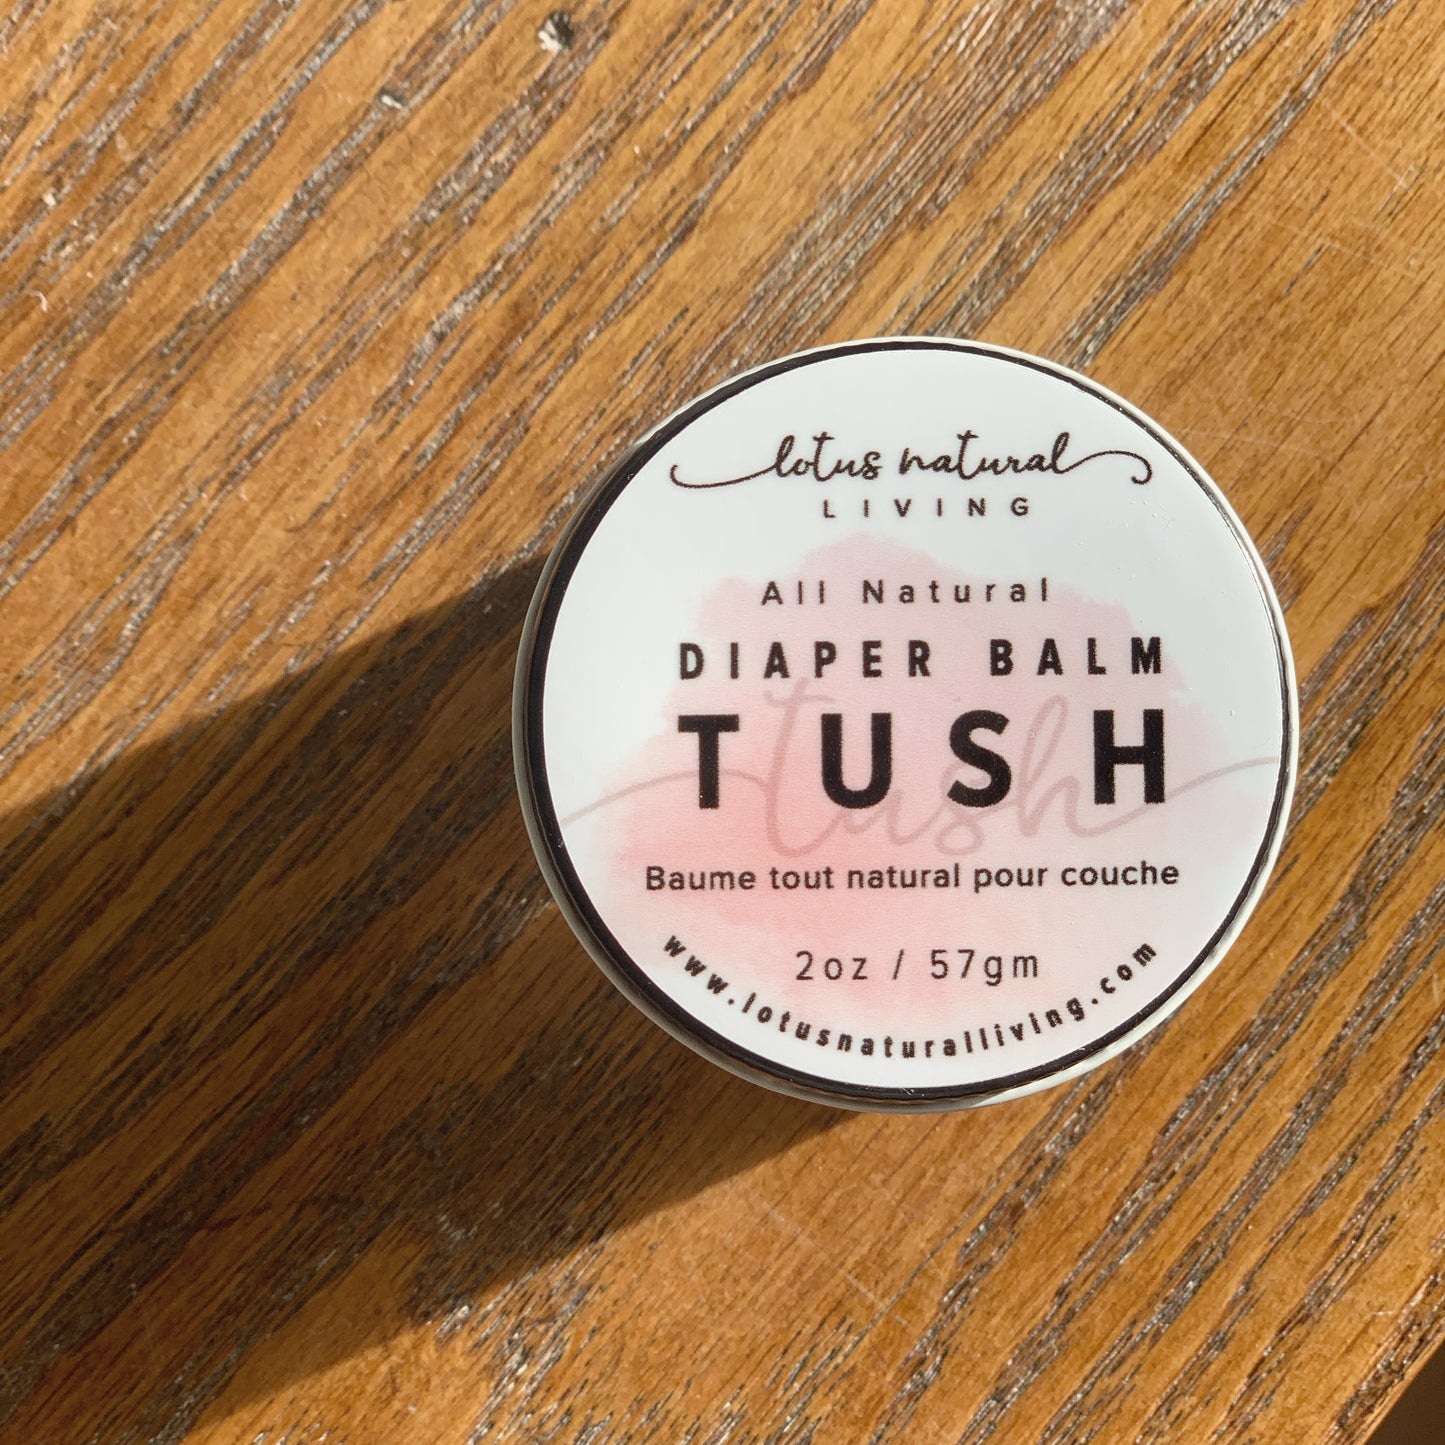 lotus natural
LIVING
All Natural
DIAPER BALM
TUSH
tush
Baume tout natural pour couche
2oz / 57gm
www.lotusnaturalliving.com